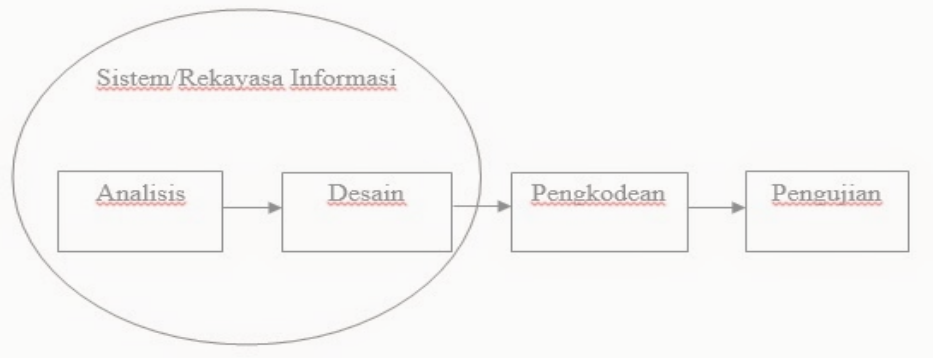 Sistem/Rekayasa Informasi
Analisis
Desain
Pengkodean
Pengujian